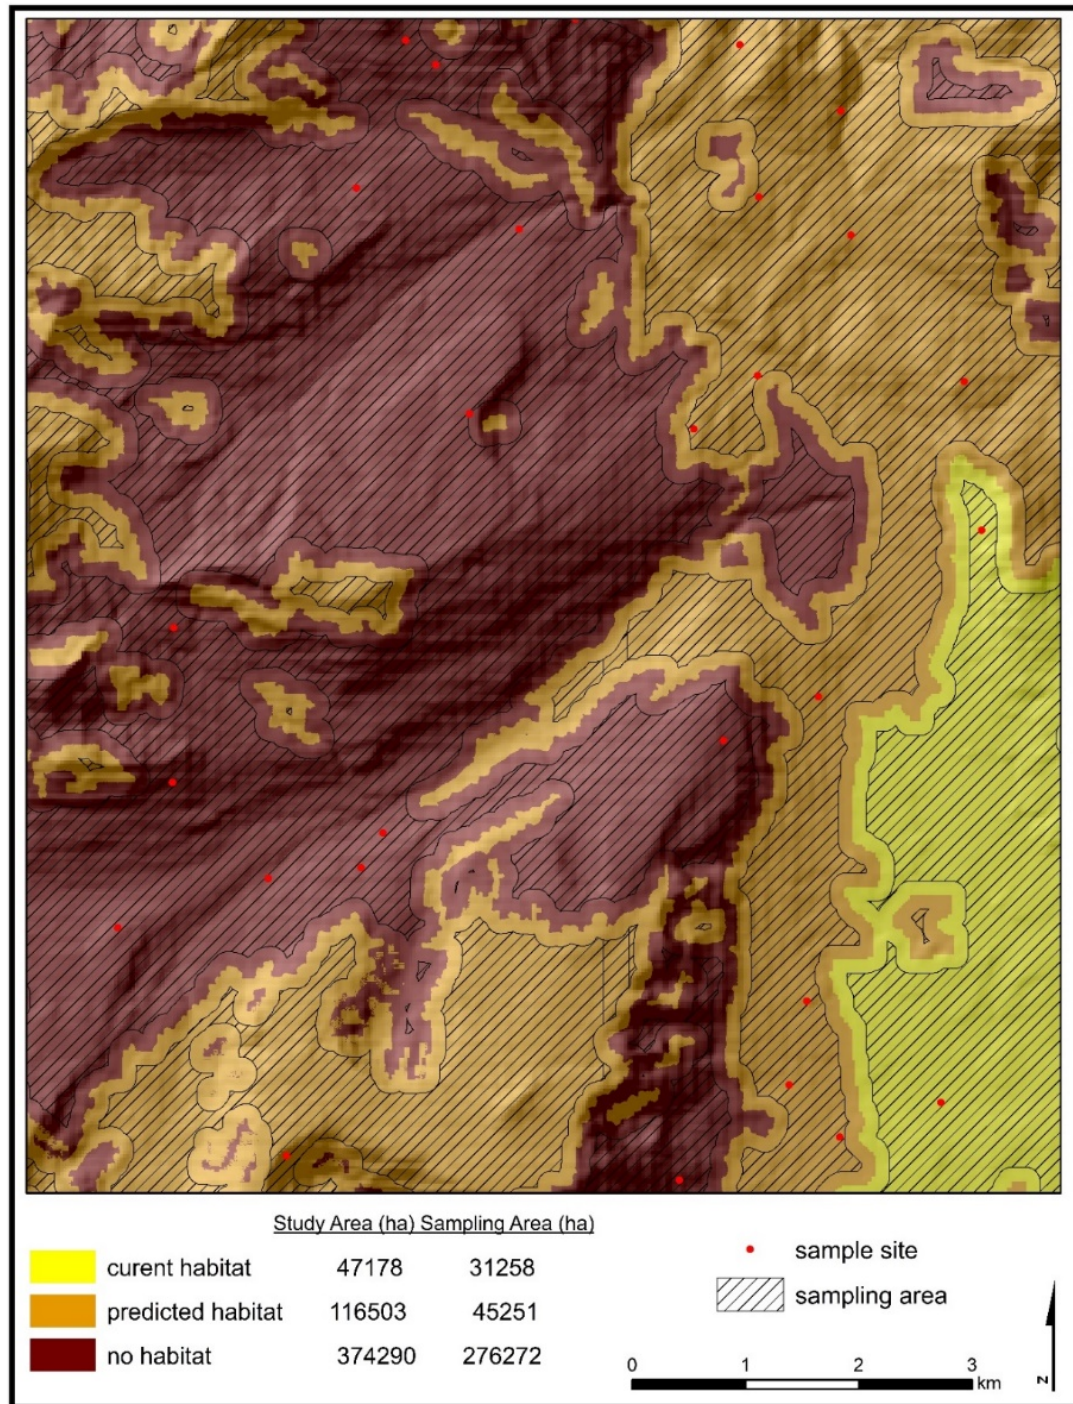 Study Area (ha) Sampling Area (ha)
curent habitat 47178 31258
predicted habitat 116503 45251
no habitat 374290 276272
sample site
sampling area
0 1 2 3
km
z